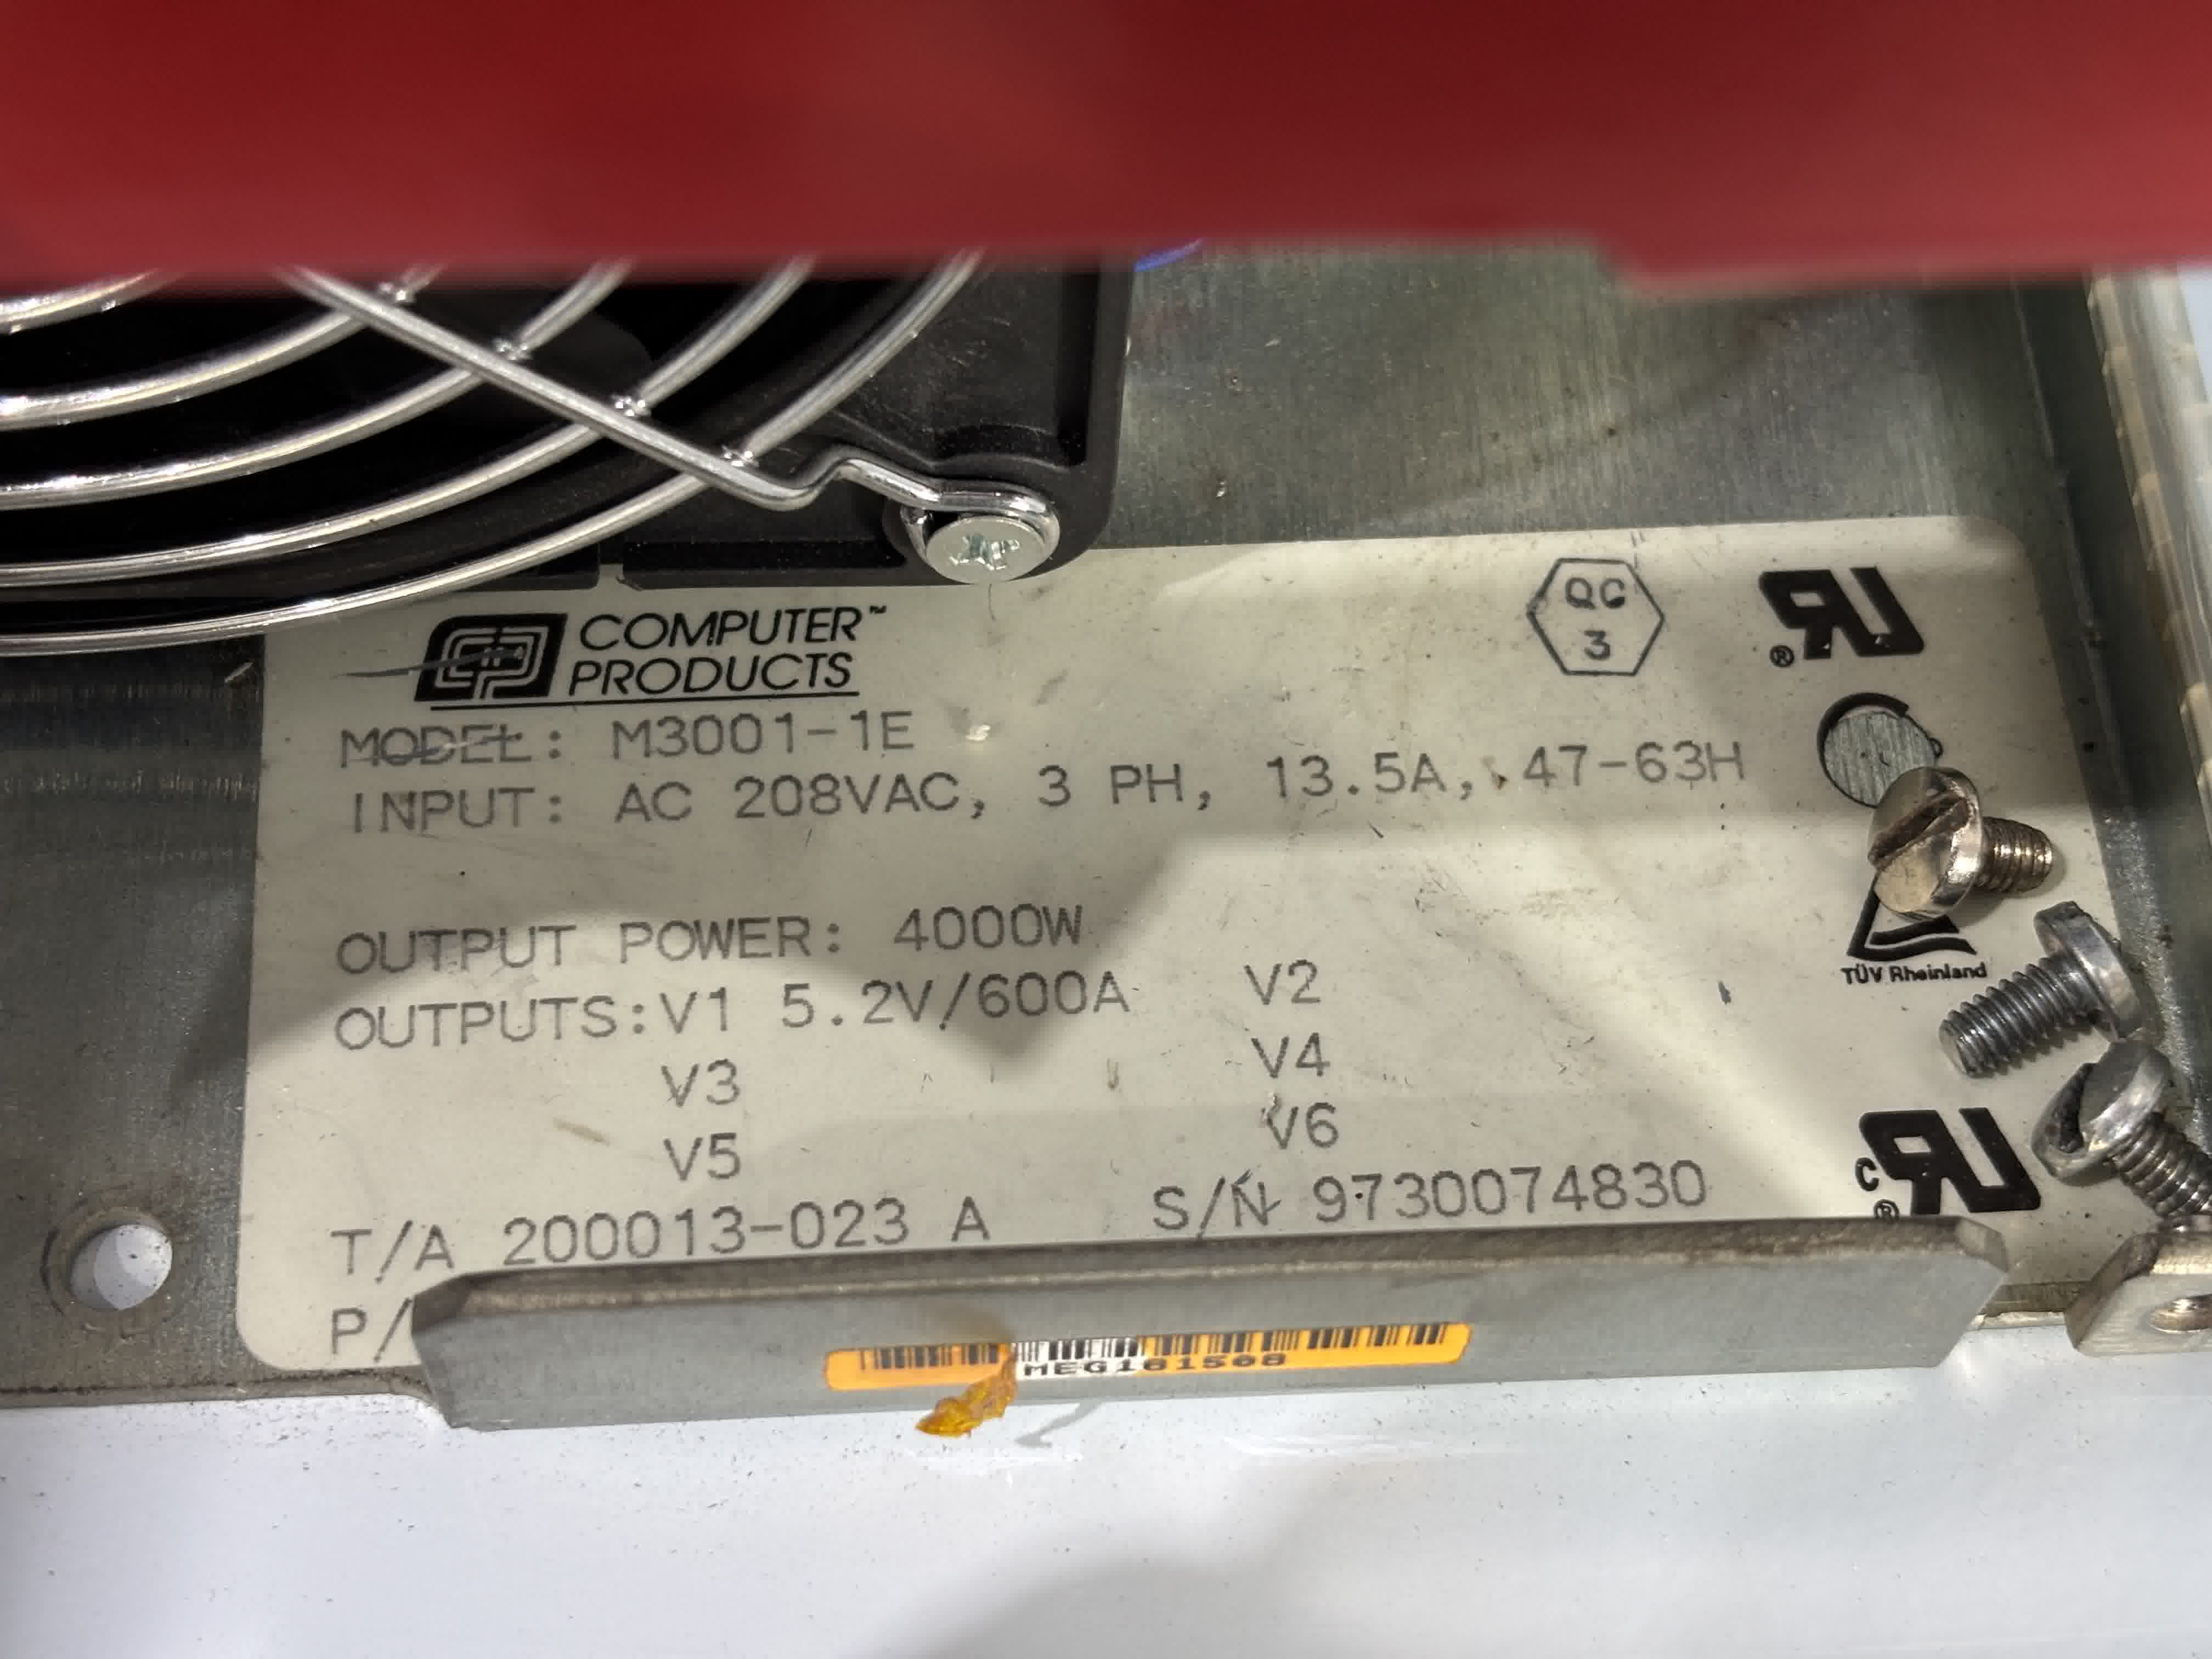 COMPUTER™
PRODUCTS
QC
3
MODEL: M3001-1E
INPUT: AC 208VAC, 3 PH, 13.5A, 47-63H
OUTPUT POWER: 4000W
OUTPUTS:V1 5.2V/600A V2
V3 V4
V5 V6
T/A 200013-023 A S/N 9730074830
P/
TÜV Rheinland
MEG101508